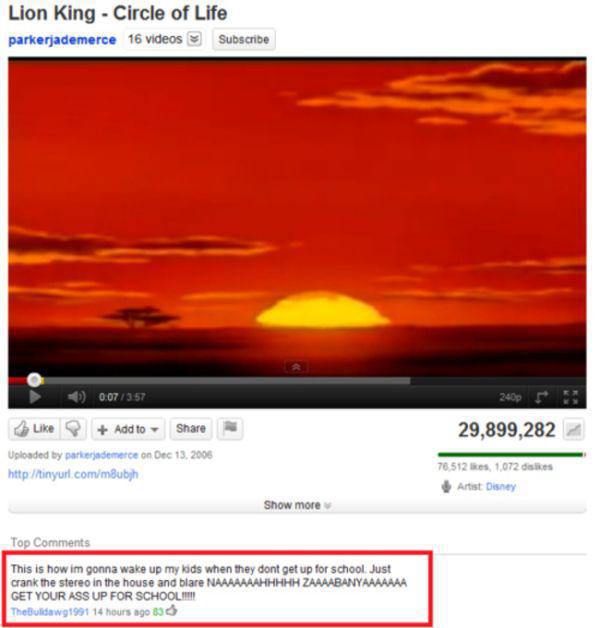 Lion King - Circle of Life
parkerjademerce 16 videos Subscribe
0:07 / 3:57 240p
Like Add to Share 29,899,282
Uploaded by parkerjademerce on Dec 13, 2006
76,512 likes, 1,072 dislikes
http://tinyurl.com/m8ubjh
Artist: Disney
Show more
Top Comments
This is how im gonna wake up my kids when they dont get up for school. Just
crank the stereo in the house and blare NAAAAAAAHHHHH ZAAAABANYAAAAAAA
GET YOUR ASS UP FOR SCHOOL!!!!!
TheBulldawg1991 14 hours ago 83